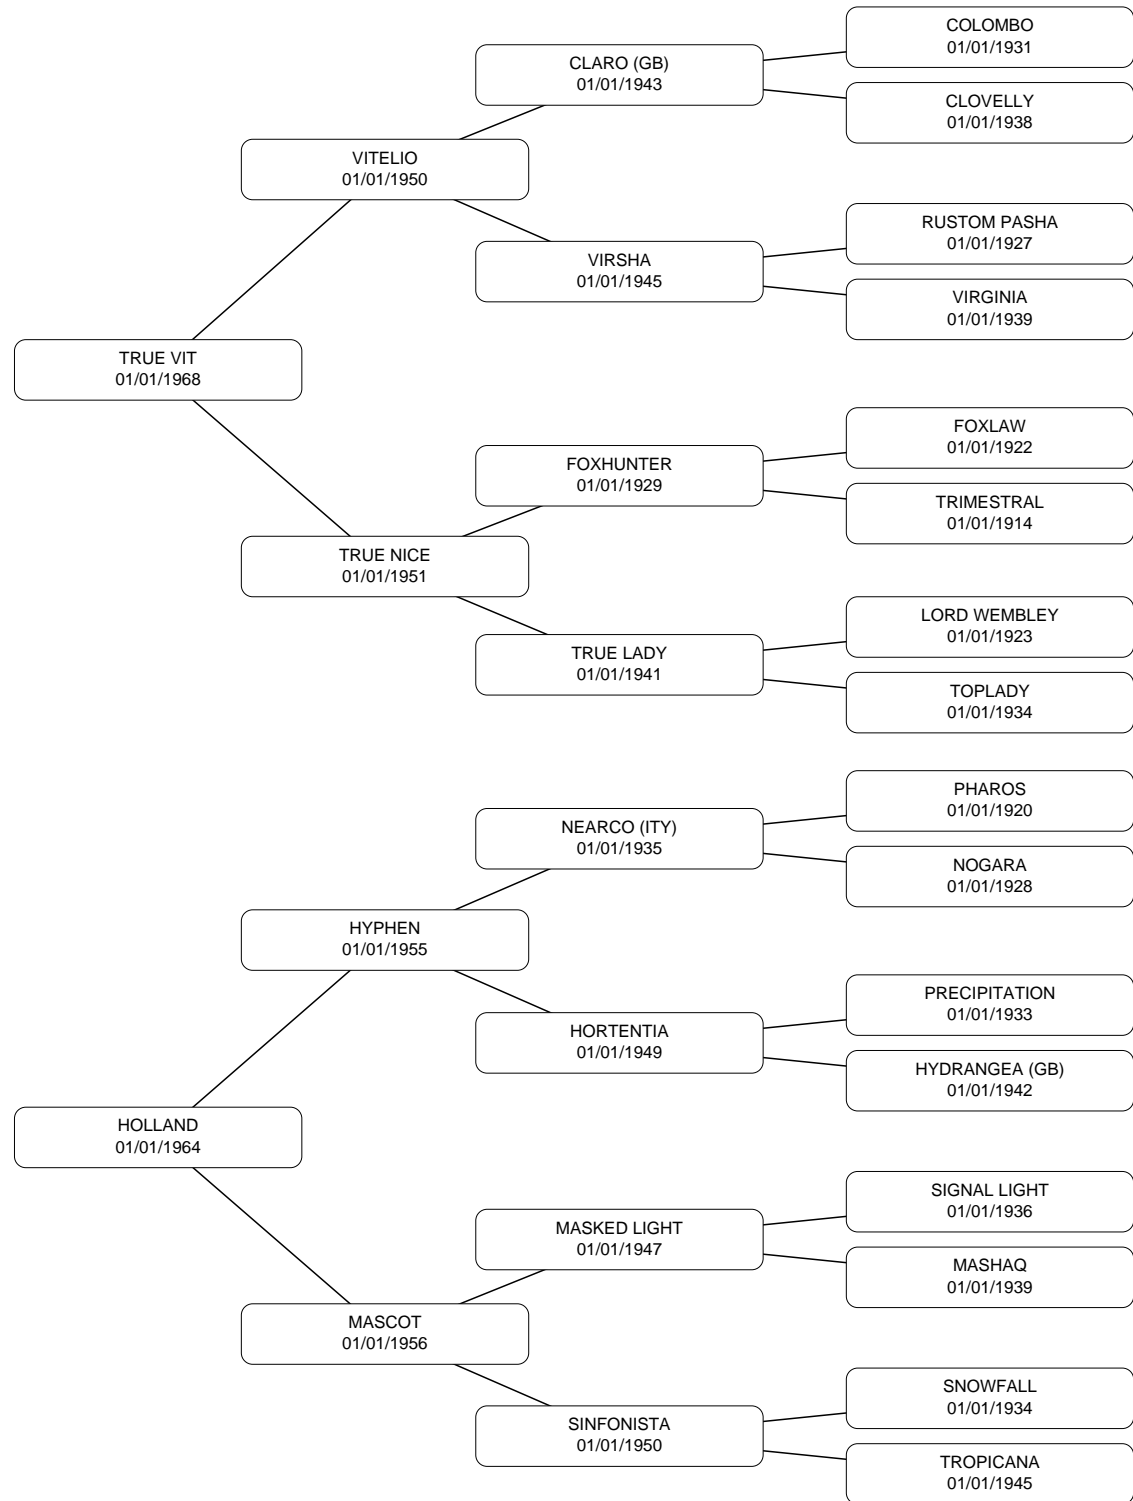 COLOMBO
01/01/1931
CLARO (GB)
01/01/1943
CLOVELLY
01/01/1938
VITELIO
01/01/1950
RUSTOM PASHA
01/01/1927
VIRSHA
01/01/1945
VIRGINIA
01/01/1939
TRUE VIT
01/01/1968
FOXLAW
01/01/1922
FOXHUNTER
01/01/1929
TRIMESTRAL
01/01/1914
TRUE NICE
01/01/1951
LORD WEMBLEY
01/01/1923
TRUE LADY
01/01/1941
TOPLADY
01/01/1934
PHAROS
01/01/1920
NEARCO (ITY)
01/01/1935
NOGARA
01/01/1928
HYPHEN
01/01/1955
PRECIPITATION
01/01/1933
HORTENTIA
01/01/1949
HYDRANGEA (GB)
01/01/1942
HOLLAND
01/01/1964
SIGNAL LIGHT
01/01/1936
MASKED LIGHT
01/01/1947
MASHAQ
01/01/1939
MASCOT
01/01/1956
SNOWFALL
01/01/1934
SINFONISTA
01/01/1950
TROPICANA
01/01/1945